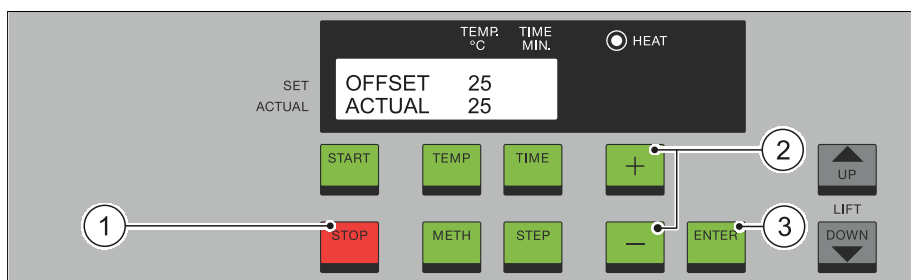 TEMP. TIME
°C MIN.
HEAT
SET OFFSET 25
ACTUAL ACTUAL 25
START TEMP TIME + 2 UP
LIFT
1 STOP METH STEP – ENTER 3 DOWN